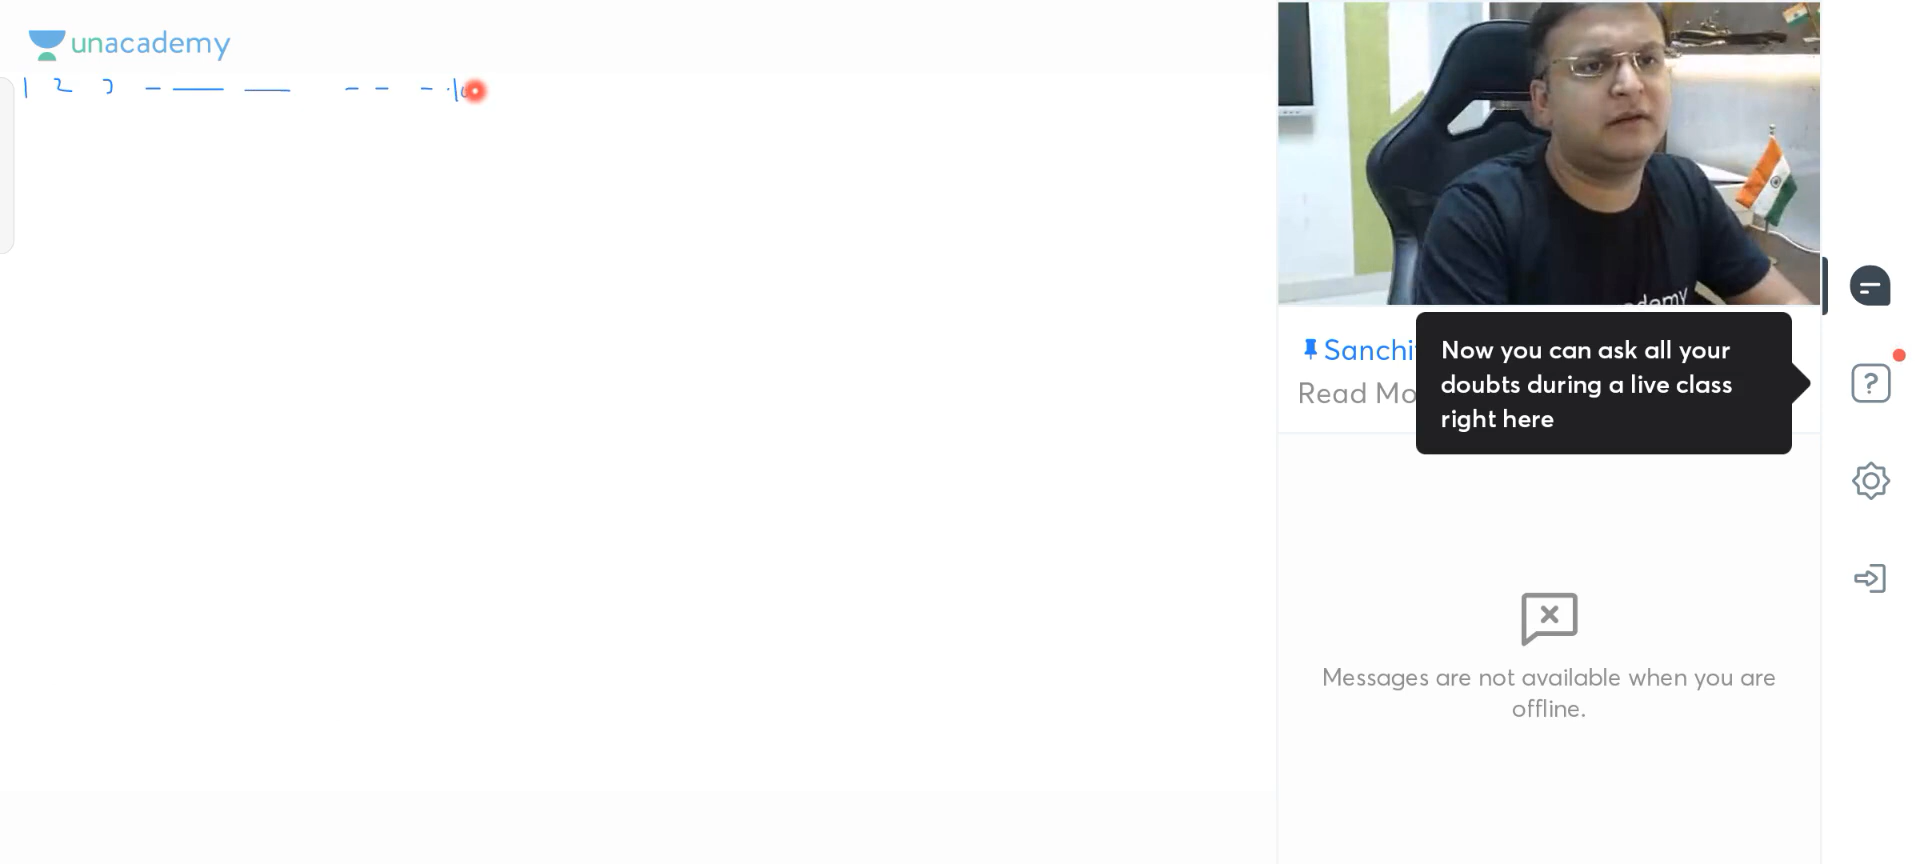 unacademy
1 2 3 - — — - - - 10
Sanchi
Read Mo
Now you can ask all your
doubts during a live class
right here
?
Messages are not available when you are
offline.